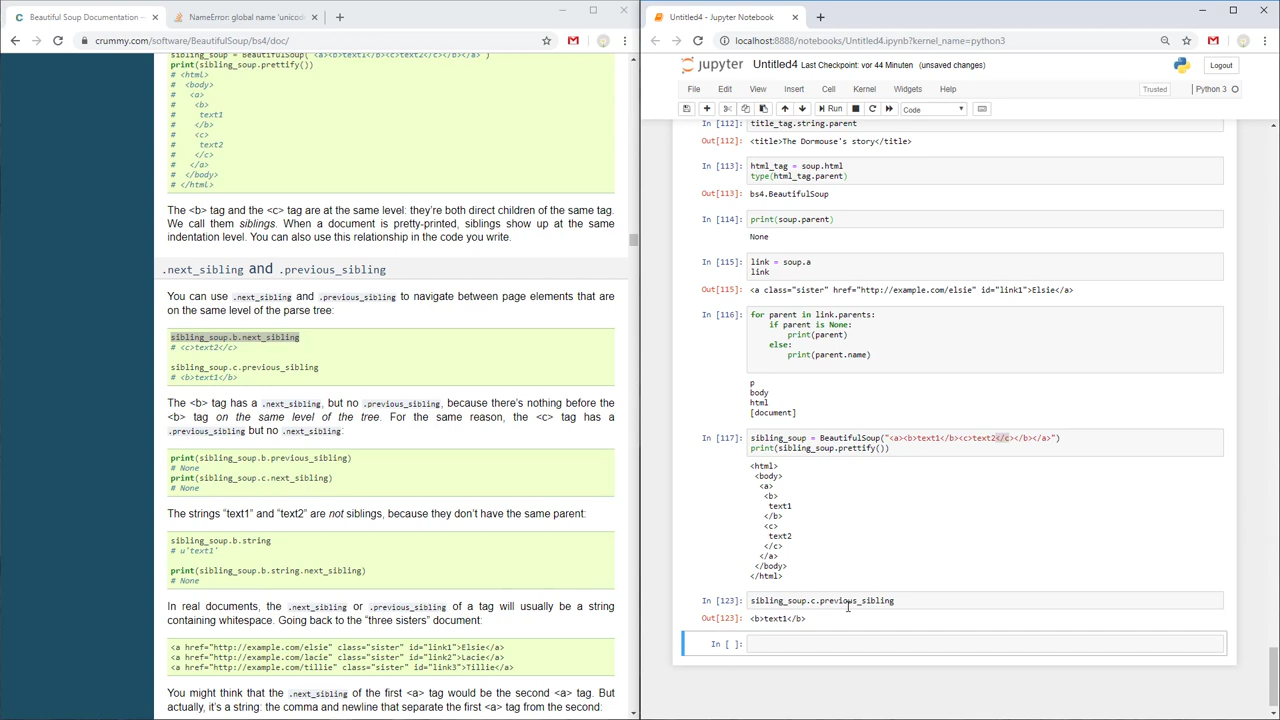 Beautiful Soup Documentation —
NameError: global name 'unicod
crummy.com/software/BeautifulSoup/bs4/doc/
sibling_soup = BeautifulSoup("<a><b>text1</b><c>text2</c></b></a>")
print(sibling_soup.prettify())
# <html>
#  <body>
#   <a>
#    <b>
#     text1
#    </b>
#    <c>
#     text2
#    </c>
#   </a>
#  </body>
# </html>
The <b> tag and the <c> tag are at the same level: they're both direct children of the same tag.
We call them siblings. When a document is pretty-printed, siblings show up at the same
indentation level. You can also use this relationship in the code you write.
.next_sibling and .previous_sibling
You can use .next_sibling and .previous_sibling to navigate between page elements that are
on the same level of the parse tree:
sibling_soup.b.next_sibling
# <c>text2</c>
sibling_soup.c.previous_sibling
# <b>text1</b>
The <b> tag has a .next_sibling, but no .previous_sibling, because there's nothing before the
<b> tag on the same level of the tree. For the same reason, the <c> tag has a
.previous_sibling but no .next_sibling:
print(sibling_soup.b.previous_sibling)
# None
print(sibling_soup.c.next_sibling)
# None
The strings "text1" and "text2" are not siblings, because they don't have the same parent:
sibling_soup.b.string
# u'text1'
print(sibling_soup.b.string.next_sibling)
# None
In real documents, the .next_sibling or .previous_sibling of a tag will usually be a string
containing whitespace. Going back to the "three sisters" document:
<a href="http://example.com/elsie" class="sister" id="link1">Elsie</a>
<a href="http://example.com/lacie" class="sister" id="link2">Lacie</a>
<a href="http://example.com/tillie" class="sister" id="link3">Tillie</a>
You might think that the .next_sibling of the first <a> tag would be the second <a> tag. But
actually, it's a string: the comma and newline that separate the first <a> tag from the second:
Untitled4 - Jupyter Notebook
localhost:8888/notebooks/Untitled4.ipynb?kernel_name=python3
jupyter Untitled4 Last Checkpoint: vor 44 Minuten (unsaved changes)
Logout
File Edit View Insert Cell Kernel Widgets Help
Trusted Python 3
Run Code
In [112]: title_tag.string.parent
Out[112]: <title>The Dormouse's story</title>
In [113]: html_tag = soup.html
type(html_tag.parent)
Out[113]: bs4.BeautifulSoup
In [114]: print(soup.parent)
None
In [115]: link = soup.a
link
Out[115]: <a class="sister" href="http://example.com/elsie" id="link1">Elsie</a>
In [116]: for parent in link.parents:
if parent is None:
print(parent)
else:
print(parent.name)
p
body
html
[document]
In [117]: sibling_soup = BeautifulSoup("<a><b>text1</b><c>text2</c></b></a>")
print(sibling_soup.prettify())
<html>
<body>
<a>
<b>
text1
</b>
<c>
text2
</c>
</a>
</body>
</html>
In [123]: sibling_soup.c.previous_sibling
Out[123]: <b>text1</b>
In [ ]: